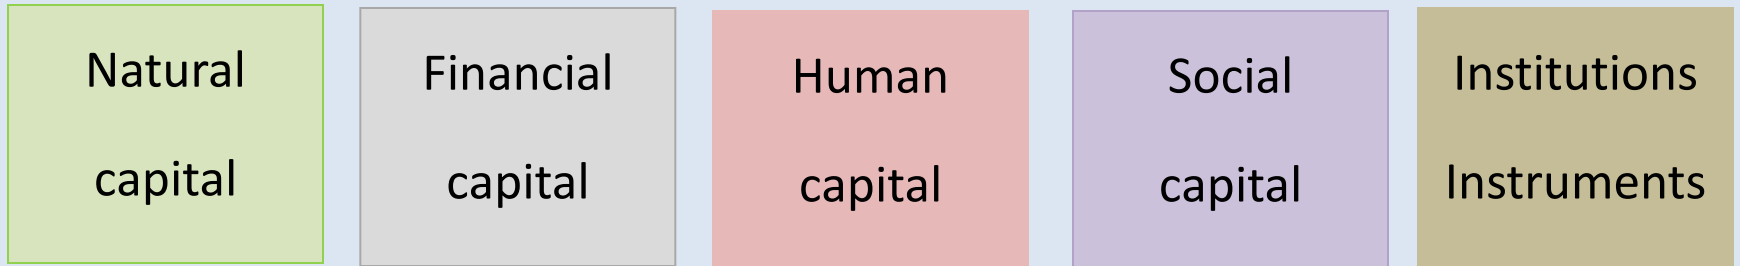 Natural
capital
Financial
capital
Human
capital
Social
capital
Institutions
Instruments